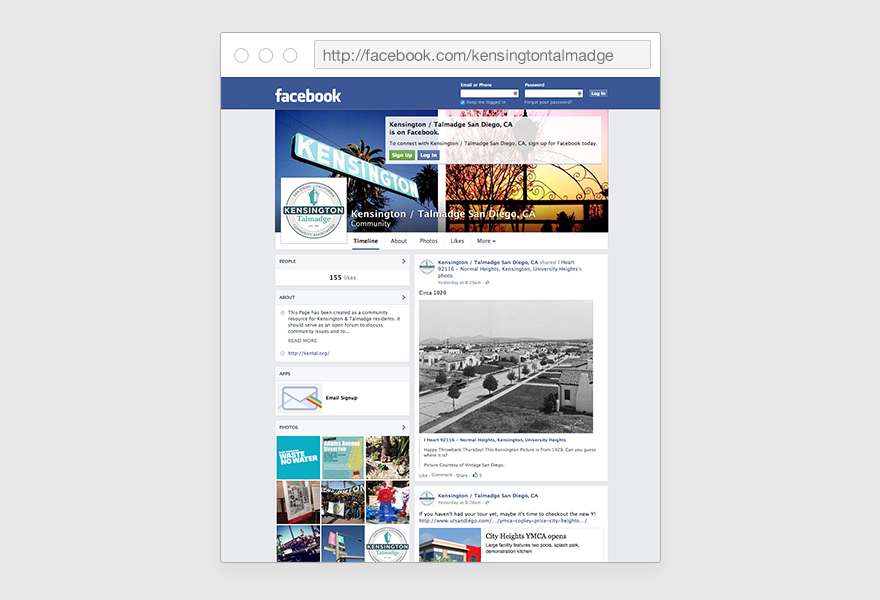 http://facebook.com/kensingtontalmadge
facebook
Email or Phone
Password
Log In
Keep me logged in
Forgot your password?
Kensington / Talmadge San Diego, CA
is on Facebook.
To connect with Kensington / Talmadge San Diego, CA, sign up for Facebook today.
Sign Up
Log In
KENSINGTON
KENSINGTON
Talmadge
Kensington / Talmadge San Diego, CA
Community
Timeline
About
Photos
Likes
More
PEOPLE
155 likes
ABOUT
This Page has been created as a community
resource for Kensington & Talmadge residents. It
should serve as an open forum to discuss
community issues and to...
READ MORE
http://kental.org/
APPS
Email Signup
PHOTOS
WASTE
NO WATER
Adams Avenue
Street Fair
KENSINGTON
KENSINGTON
Talmadge
Kensington / Talmadge San Diego, CA shared I Heart
92116 - Normal Heights, Kensington, University Heights's
photo.
Yesterday at 8:20am
Circa 1929
I Heart 92116 - Normal Heights, Kensington, University Heights
Happy Throwback Thursday! This Kensington Picture is from 1929. Can you guess
where it is?
Picture Courtesy of Vintage San Diego.
Like · Comment · Share · 5
Kensington / Talmadge San Diego, CA
Yesterday at 8:20am
If you haven't had your tour yet, maybe it's time to checkout the new Y!
http://www.utsandiego.com/.../ymca-copley-price-city-heights.../
City Heights YMCA opens
Large facility features two pools, splash park,
demonstration kitchen